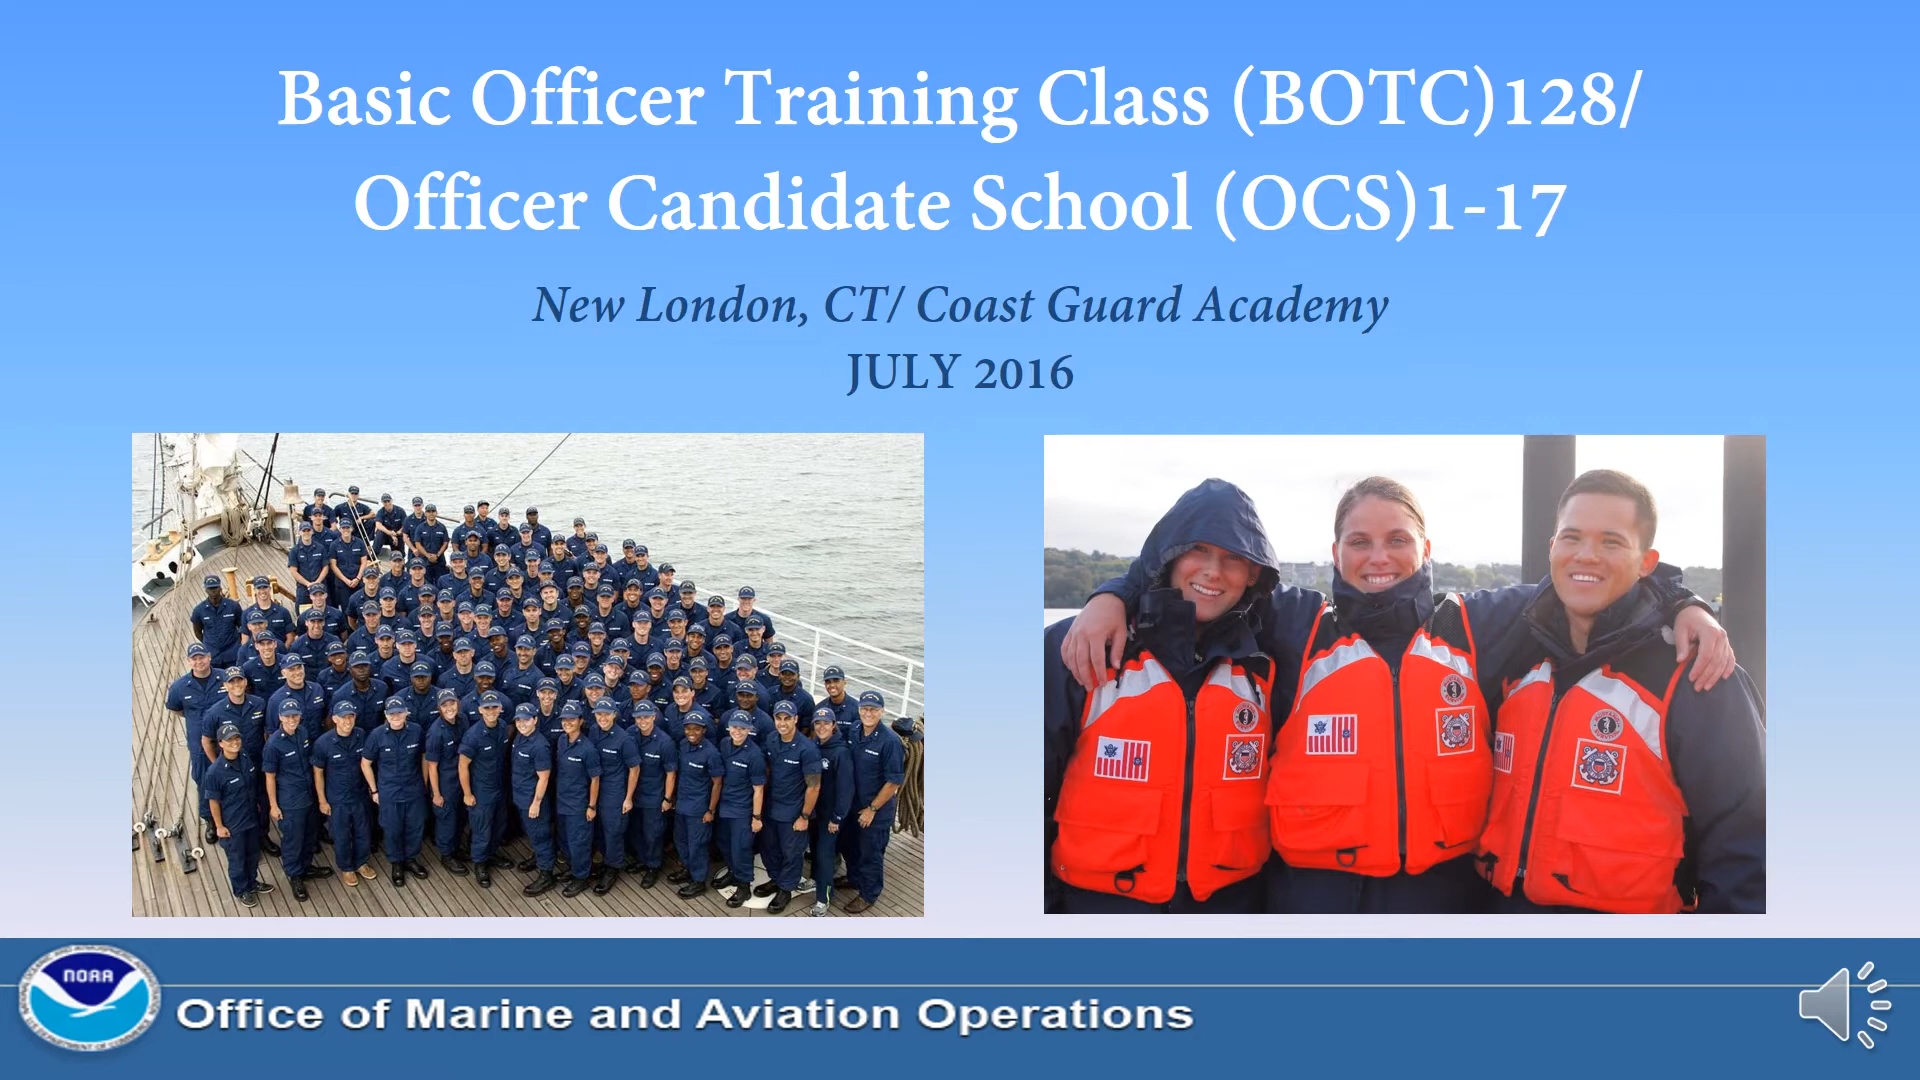 Basic Officer Training Class (BOTC)128/
Officer Candidate School (OCS)1-17
New London, CT/ Coast Guard Academy
JULY 2016
NOAA
Office of Marine and Aviation Operations